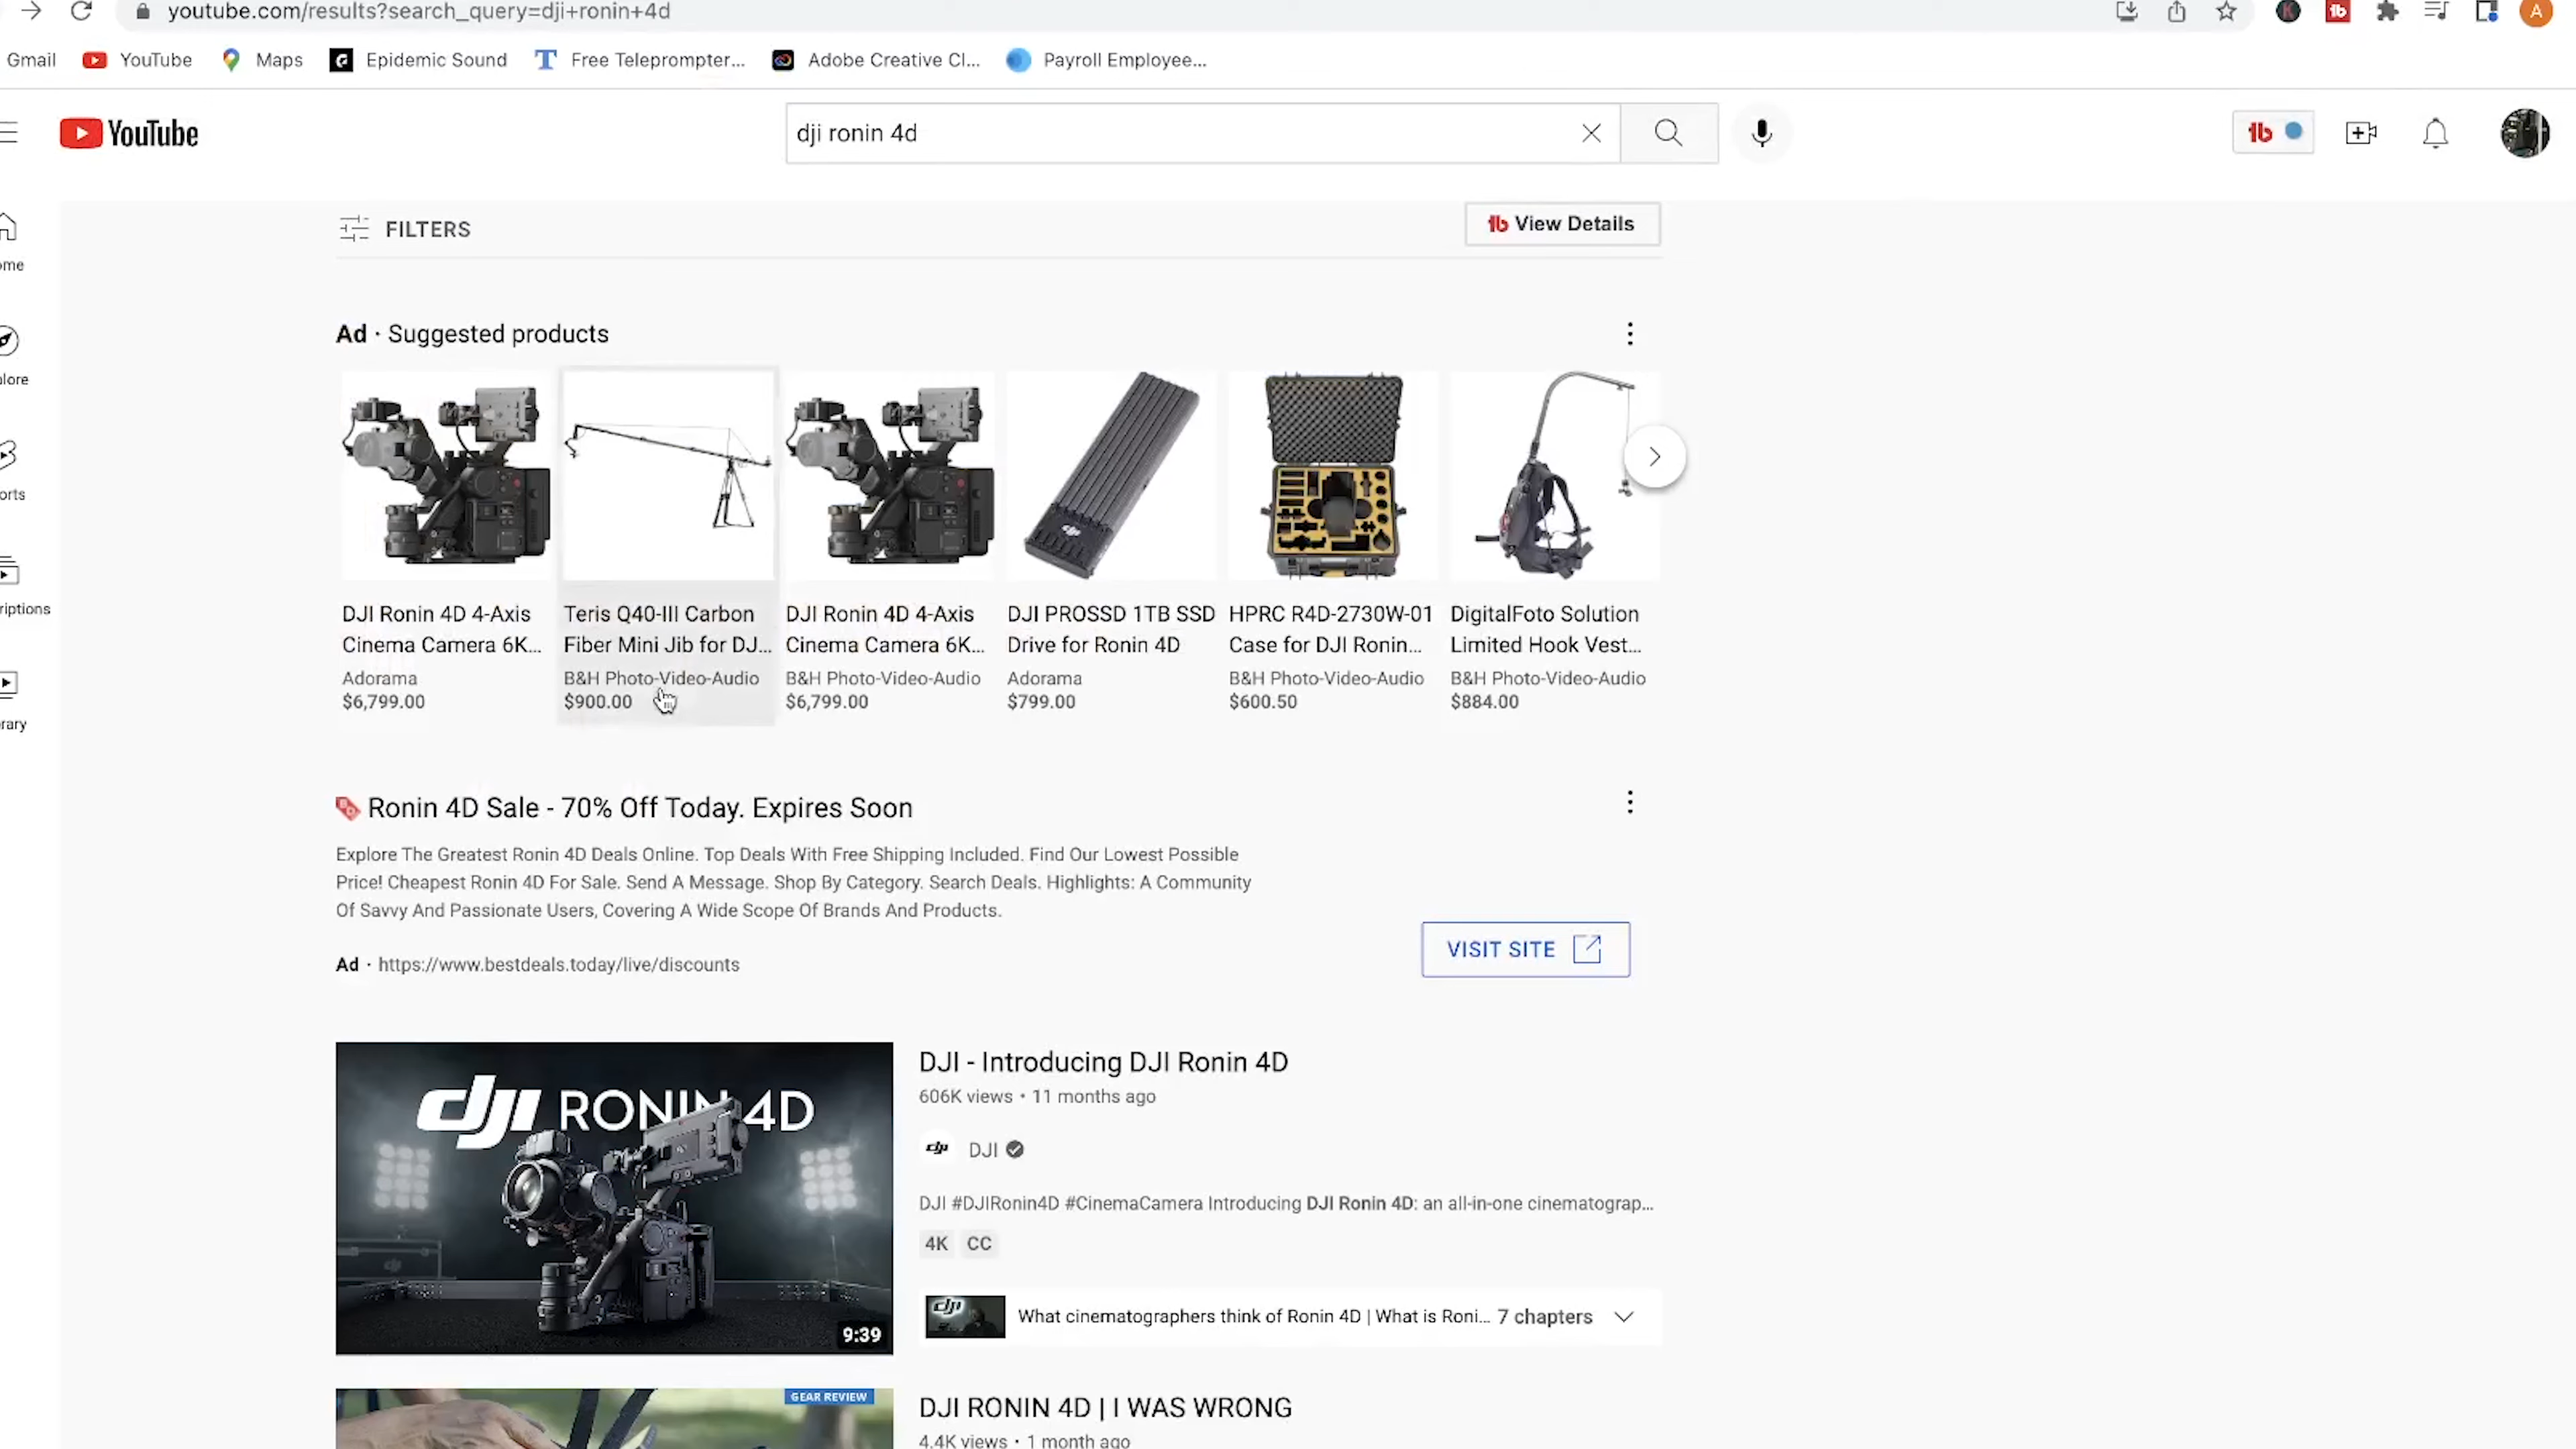 youtube.com/results?search_query=dji+ronin+4d
A
Gmail
YouTube
Maps
Epidemic Sound
Free Teleprompter...
Adobe Creative Cl...
Payroll Employee...
YouTube
dji ronin 4d
FILTERS
View Details
ome
lore
orts
riptions
rary
Ad · Suggested products
DJI Ronin 4D 4-Axis
Cinema Camera 6K...
Adorama
$6,799.00
Teris Q40-III Carbon
Fiber Mini Jib for DJ...
B&H Photo-Video-Audio
$900.00
DJI Ronin 4D 4-Axis
Cinema Camera 6K...
B&H Photo-Video-Audio
$6,799.00
DJI PROSSD 1TB SSD
Drive for Ronin 4D
Adorama
$799.00
HPRC R4D-2730W-01
Case for DJI Ronin...
B&H Photo-Video-Audio
$600.50
DigitalFoto Solution
Limited Hook Vest...
B&H Photo-Video-Audio
$884.00
Ronin 4D Sale - 70% Off Today. Expires Soon
Explore The Greatest Ronin 4D Deals Online. Top Deals With Free Shipping Included. Find Our Lowest Possible
Price! Cheapest Ronin 4D For Sale. Send A Message. Shop By Category. Search Deals. Highlights: A Community
Of Savvy And Passionate Users, Covering A Wide Scope Of Brands And Products.
Ad · https://www.bestdeals.today/live/discounts
VISIT SITE
dji RONIN 4D
9:39
DJI - Introducing DJI Ronin 4D
606K views • 11 months ago
dji DJI
DJI #DJIRonin4D #CinemaCamera Introducing DJI Ronin 4D: an all-in-one cinematograp...
4K CC
dji
What cinematographers think of Ronin 4D | What is Roni... 7 chapters
GEAR REVIEW
DJI RONIN 4D | I WAS WRONG
4.4K views • 1 month ago